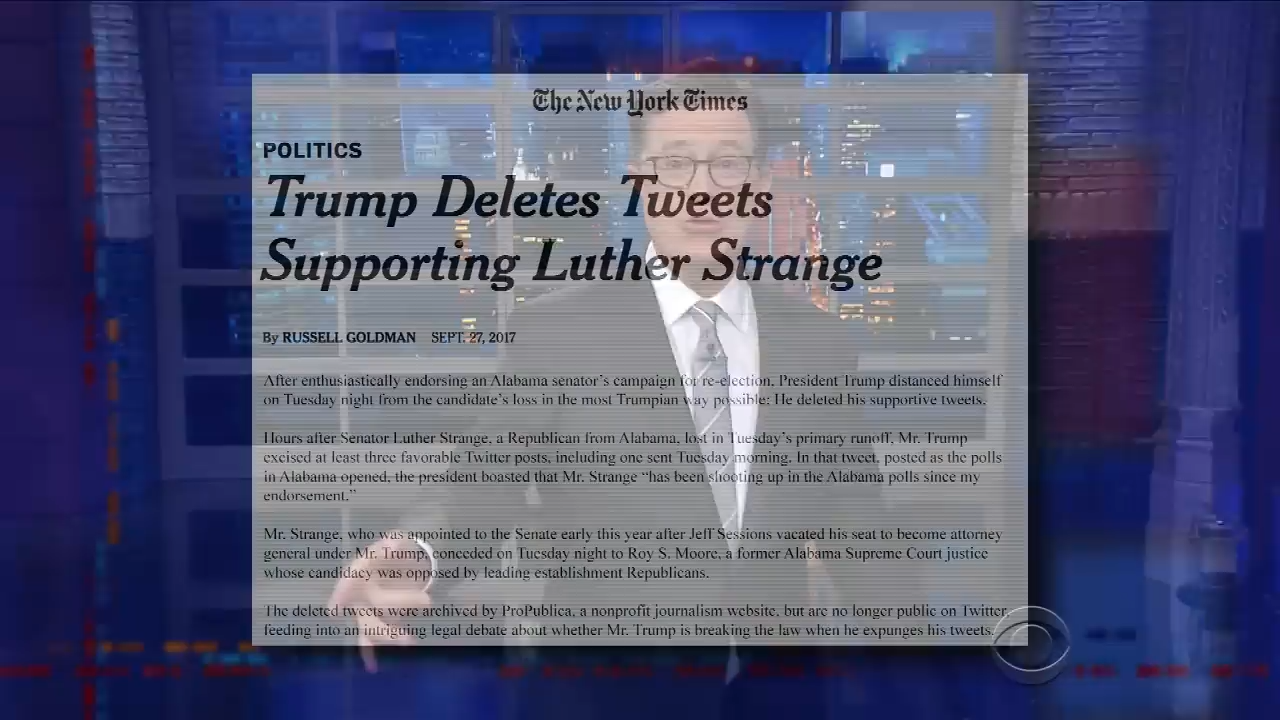 The New York Times
POLITICS
Trump Deletes Tweets
Supporting Luther Strange
By RUSSELL GOLDMAN SEPT. 27, 2017
After enthusiastically endorsing an Alabama senator's campaign for re-election, President Trump distanced himself
on Tuesday night from the candidate's loss in the most Trumpian way possible: He deleted his supportive tweets.
Hours after Senator Luther Strange, a Republican from Alabama, lost in Tuesday's primary runoff, Mr. Trump
excised at least three favorable Twitter posts, including one sent Tuesday morning. In that tweet, posted as the polls
in Alabama opened, the president boasted that Mr. Strange “has been shooting up in the Alabama polls since my
endorsement.”
Mr. Strange, who was appointed to the Senate early this year after Jeff Sessions vacated his seat to become attorney
general under Mr. Trump, conceded on Tuesday night to Roy S. Moore, a former Alabama Supreme Court justice
whose candidacy was opposed by leading establishment Republicans.
The deleted tweets were archived by ProPublica, a nonprofit journalism website, but are no longer public on Twitter,
feeding into an intriguing legal debate about whether Mr. Trump is breaking the law when he expunges his tweets.